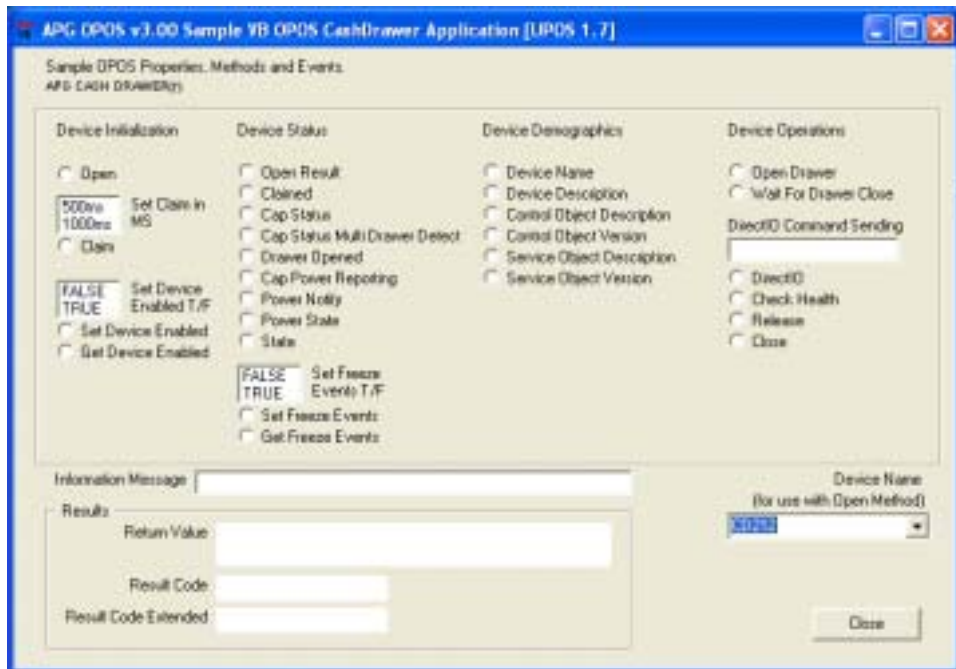 APG OPOS v3.00 Sample VB OPOS CashDrawer Application [UPOS 1.7]
Sample OPOS Properties, Methods and Events.
APG CASH DRAWER(r)
Device Initialization
Open
500ms
1000ms
Set Claim in
MS
Claim
FALSE
TRUE
Set Device
Enabled T/F
Set Device Enabled
Get Device Enabled
Device Status
Open Result
Claimed
Cap Status
Cap Status Multi Drawer Detect
Drawer Opened
Cap Power Reporting
Power Notify
Power State
State
FALSE
TRUE
Set Freeze
Events T/F
Set Freeze Events
Get Freeze Events
Device Demographics
Device Name
Device Description
Control Object Description
Control Object Version
Service Object Description
Service Object Version
Device Operations
Open Drawer
Wait For Drawer Close
DirectIO Command Sending
DirectIO
Check Health
Release
Close
Information Message
Results
Return Value
Result Code
Result Code Extended
Device Name
(for use with Open Method)
Close